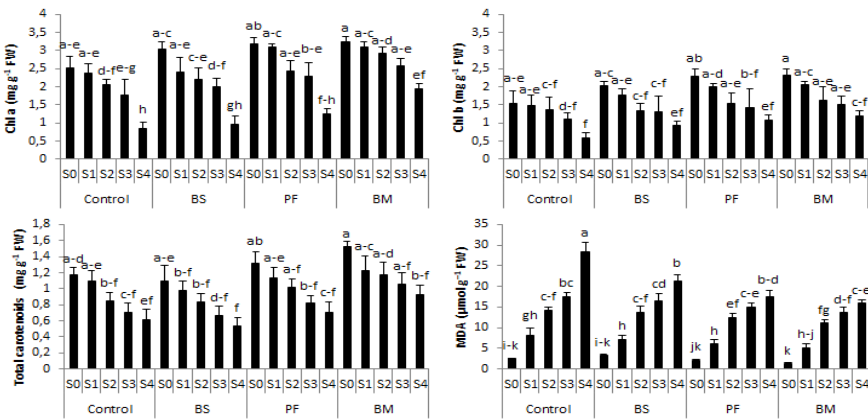 Chl a (mg g-1 FW)
4
3,5
3
2,5
2
1,5
1
0,5
0
a-e a-e d-f e-g h a-c a-e c-e d-f gh ab a-c a-e b-e f-h a a-c a-d a-e ef
S0 S1 S2 S3 S4 S0 S1 S2 S3 S4 S0 S1 S2 S3 S4 S0 S1 S2 S3 S4
Control BS PF BM
Chl b (mg g-1 FW)
4
3,5
3
2,5
2
1,5
1
0,5
0
a-e a-e c-f d-f f a-c a-e c-f c-f ef ab a-d a-e b-f ef a a-c a-e a-e c-f
S0 S1 S2 S3 S4 S0 S1 S2 S3 S4 S0 S1 S2 S3 S4 S0 S1 S2 S3 S4
Control BS PF BM
Total carotenoids (mg g-1 FW)
1,8
1,6
1,4
1,2
1
0,8
0,6
0,4
0,2
0
a-d a-e b-f c-f ef a-e b-f b-f d-f f ab a-e a-f b-f c-f a a-c a-d a-f b-f
S0 S1 S2 S3 S4 S0 S1 S2 S3 S4 S0 S1 S2 S3 S4 S0 S1 S2 S3 S4
Control BS PF BM
MDA (µmol g-1 FW)
35
30
25
20
15
10
5
0
i-k gh c-f bc a i-k h c-f cd b jk h ef c-e b-d k h-j fg d-f c-e
S0 S1 S2 S3 S4 S0 S1 S2 S3 S4 S0 S1 S2 S3 S4 S0 S1 S2 S3 S4
Control BS PF BM